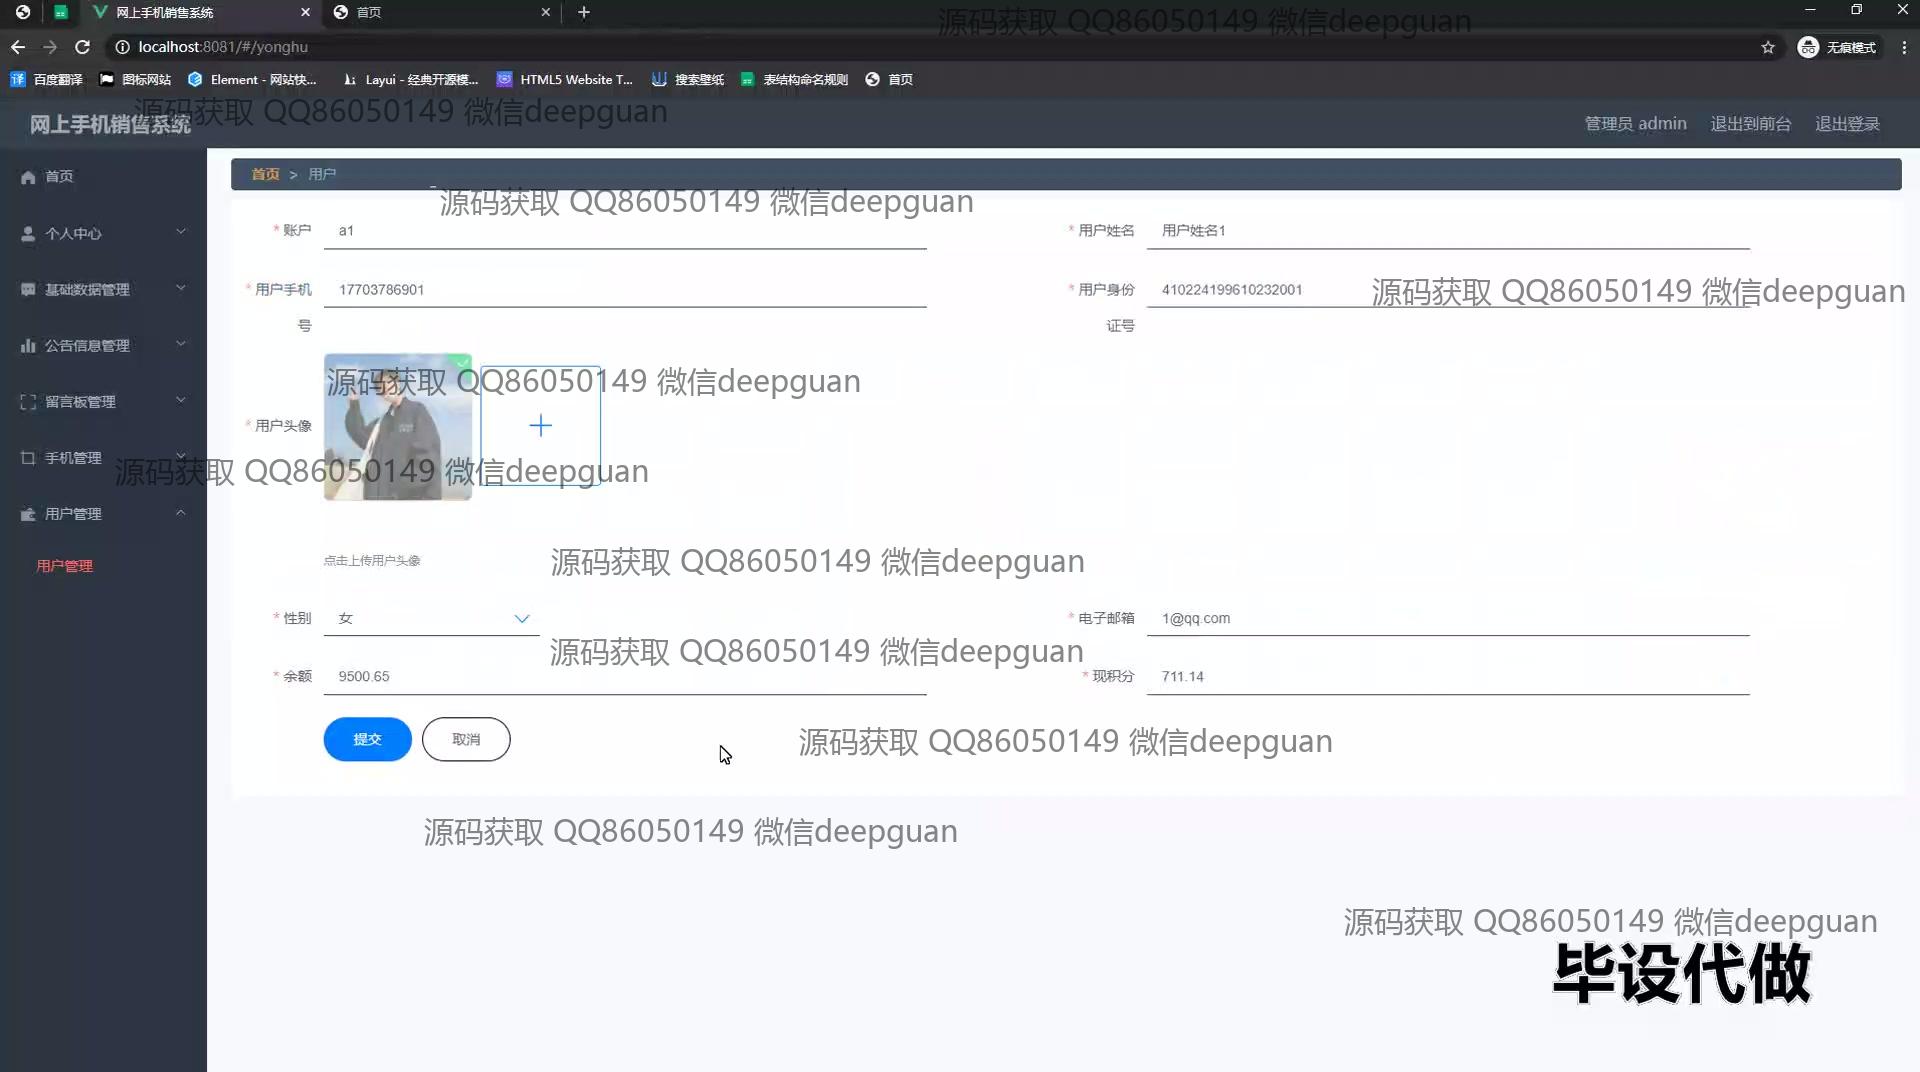 网上手机销售系统
首页
源码获取 QQ86050149 微信deepguan
localhost:8081/#/yonghu
无痕模式
百度翻译
图标网站
Element - 网站快...
Layui - 经典开源模...
HTML5 Website T...
搜索壁纸
表结构命名规则
首页
源码获取 QQ86050149 微信deepguan
网上手机销售系统
管理员 admin
退出到前台
退出登录
首页
个人中心
基础数据管理
公告信息管理
留言板管理
手机管理
用户管理
用户管理
首页 > 用户
源码获取 QQ86050149 微信deepguan
* 账户 a1
* 用户姓名 用户姓名1
* 用户手机号 17703786901
* 用户身份证号 410224199610232001
源码获取 QQ86050149 微信deepguan
源码获取 QQ86050149 微信deepguan
* 用户头像
源码获取 QQ86050149 微信deepguan
点击上传用户头像
源码获取 QQ86050149 微信deepguan
* 性别 女
* 电子邮箱 1@qq.com
源码获取 QQ86050149 微信deepguan
* 余额 9500.65
* 现积分 711.14
提交
取消
源码获取 QQ86050149 微信deepguan
源码获取 QQ86050149 微信deepguan
源码获取 QQ86050149 微信deepguan
毕设代做